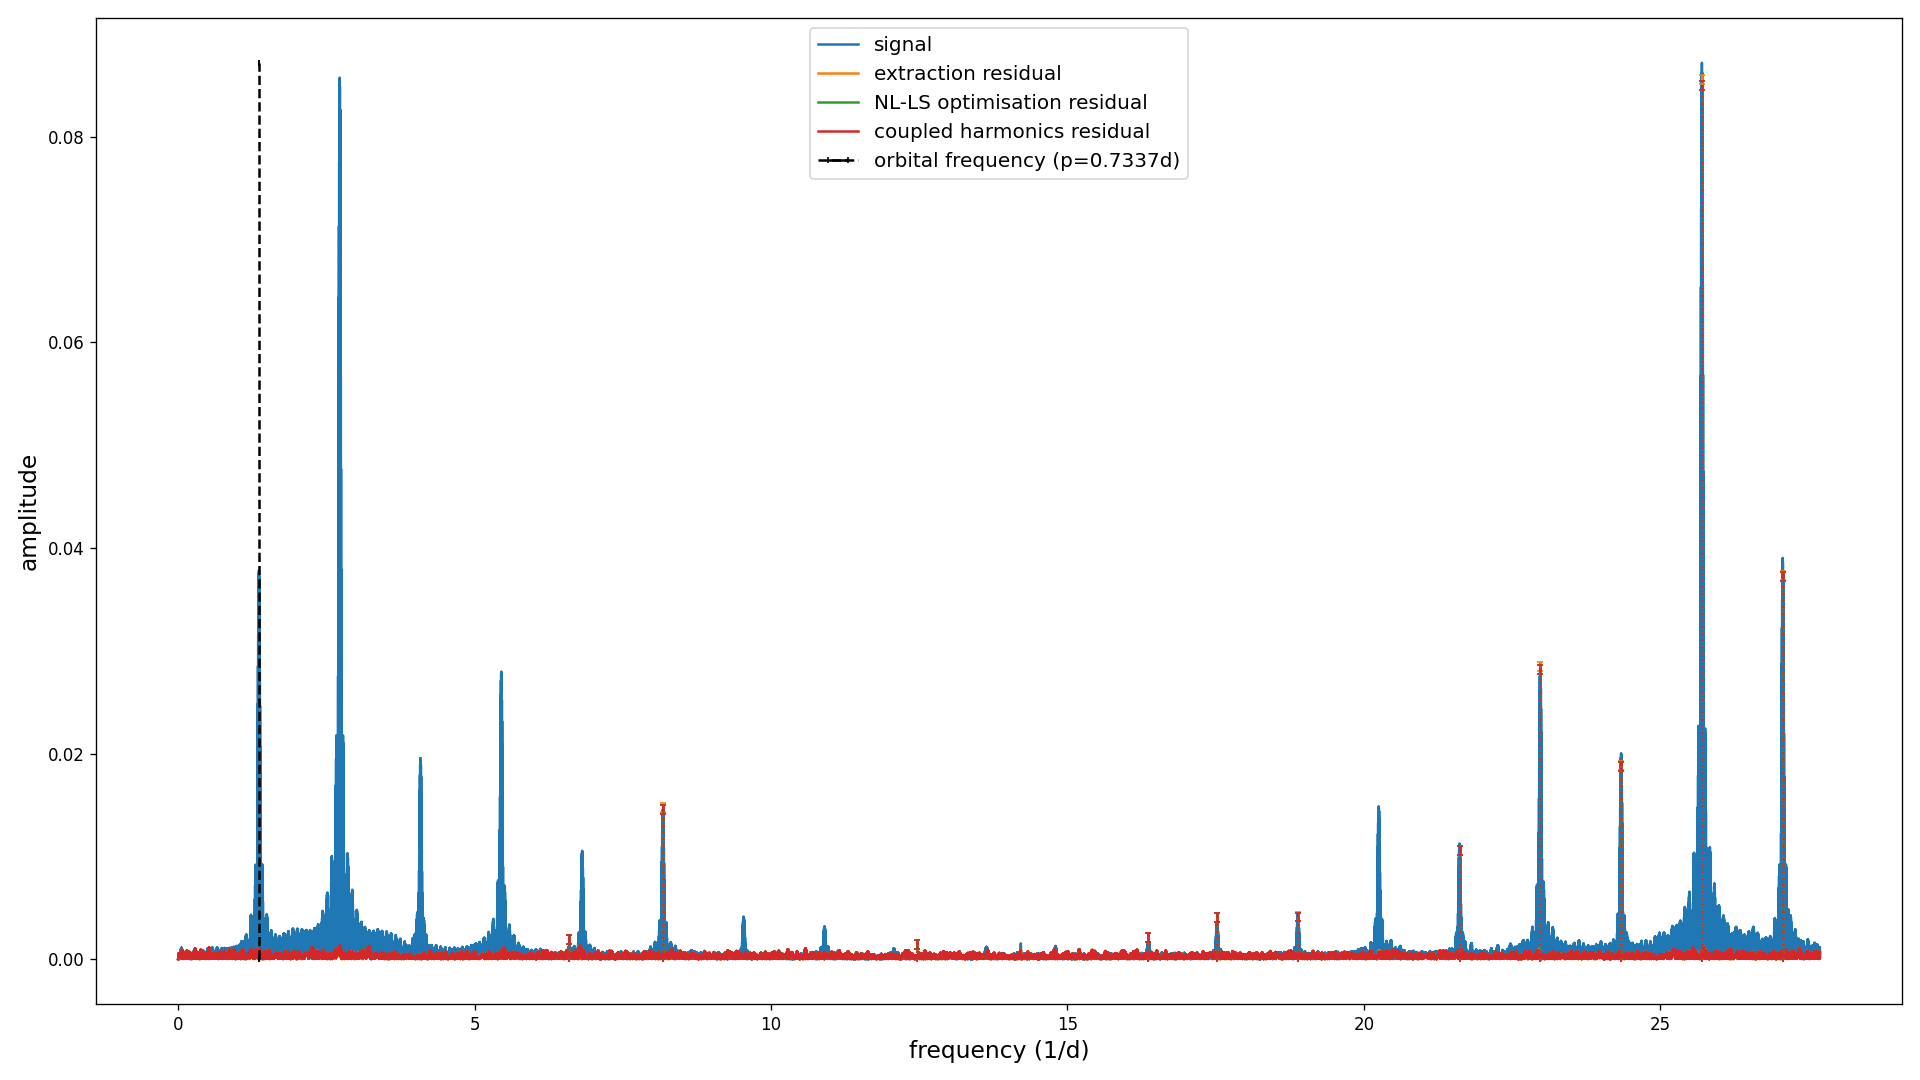 signal
extraction residual
NL-LS optimisation residual
coupled harmonics residual
orbital frequency (p=0.7337d)
amplitude
0.08
0.06
0.04
0.02
0.00
0 5 10 15 20 25
frequency (1/d)